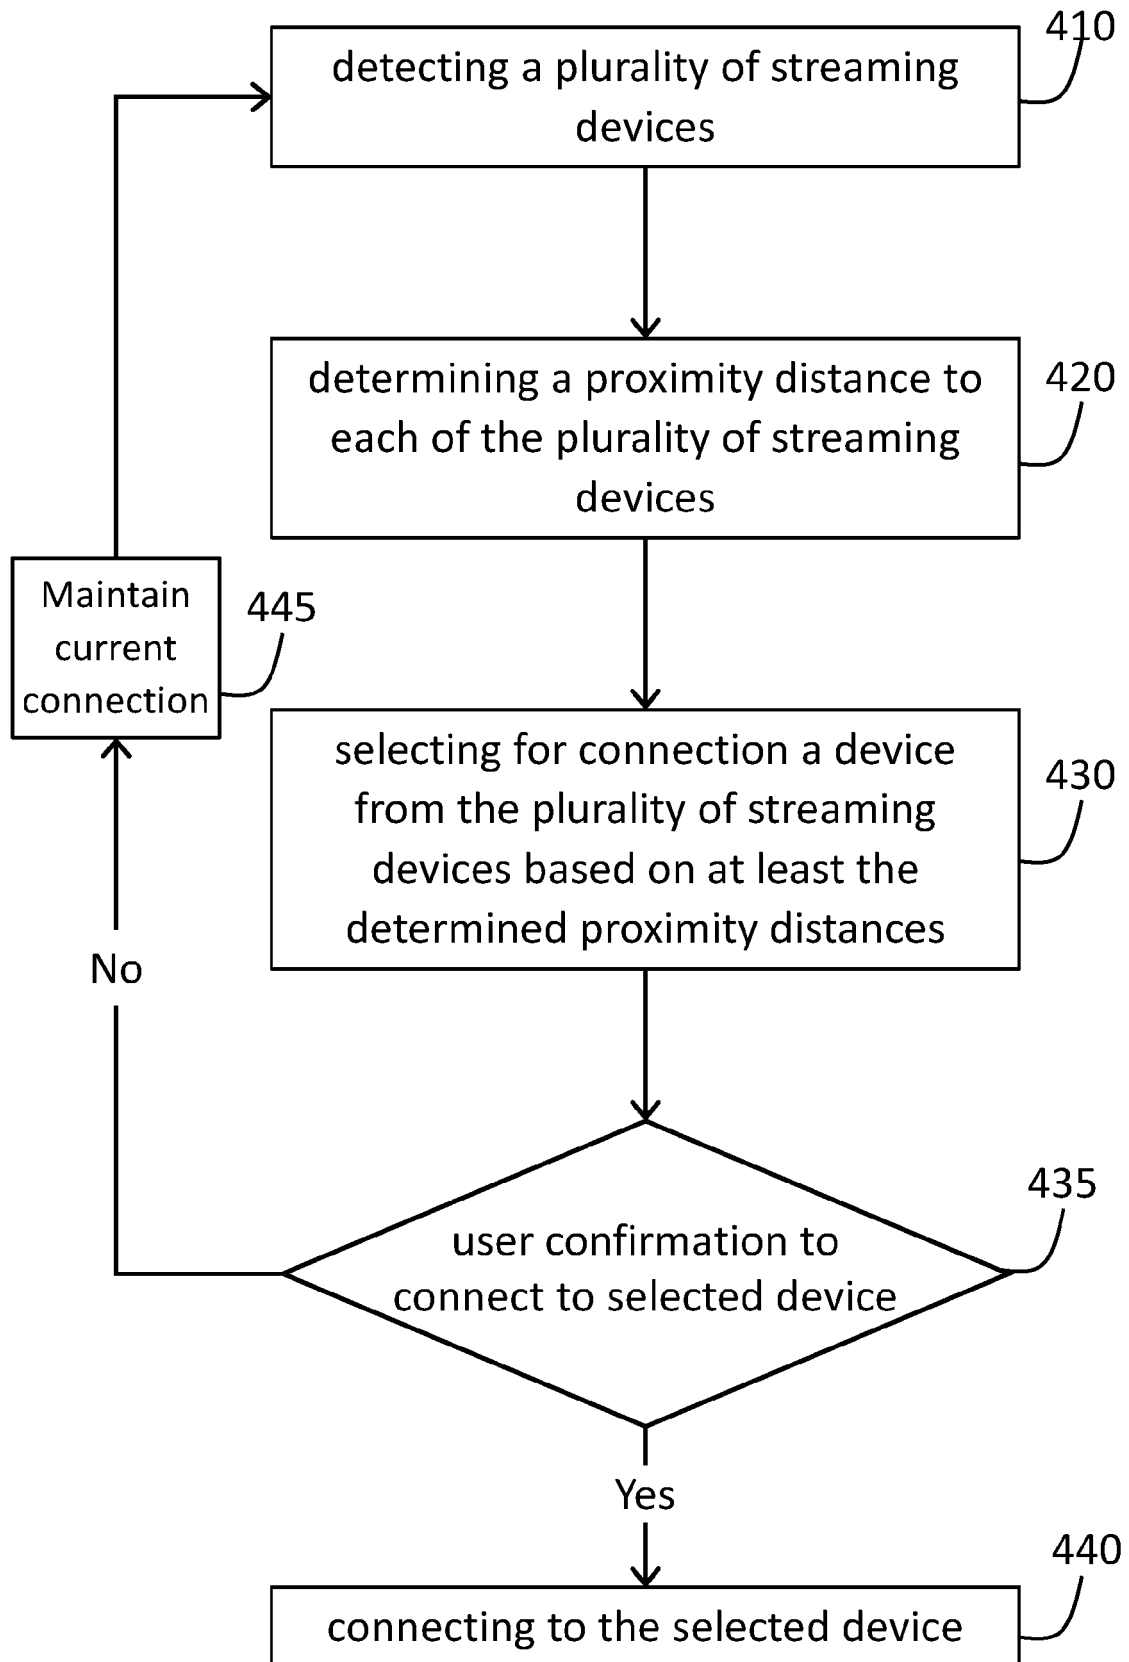 410
detecting a plurality of streaming
devices
420
determining a proximity distance to
each of the plurality of streaming
devices
Maintain
current
connection
445
430
selecting for connection a device
from the plurality of streaming
devices based on at least the
determined proximity distances
No
435
user confirmation to
connect to selected device
Yes
440
connecting to the selected device